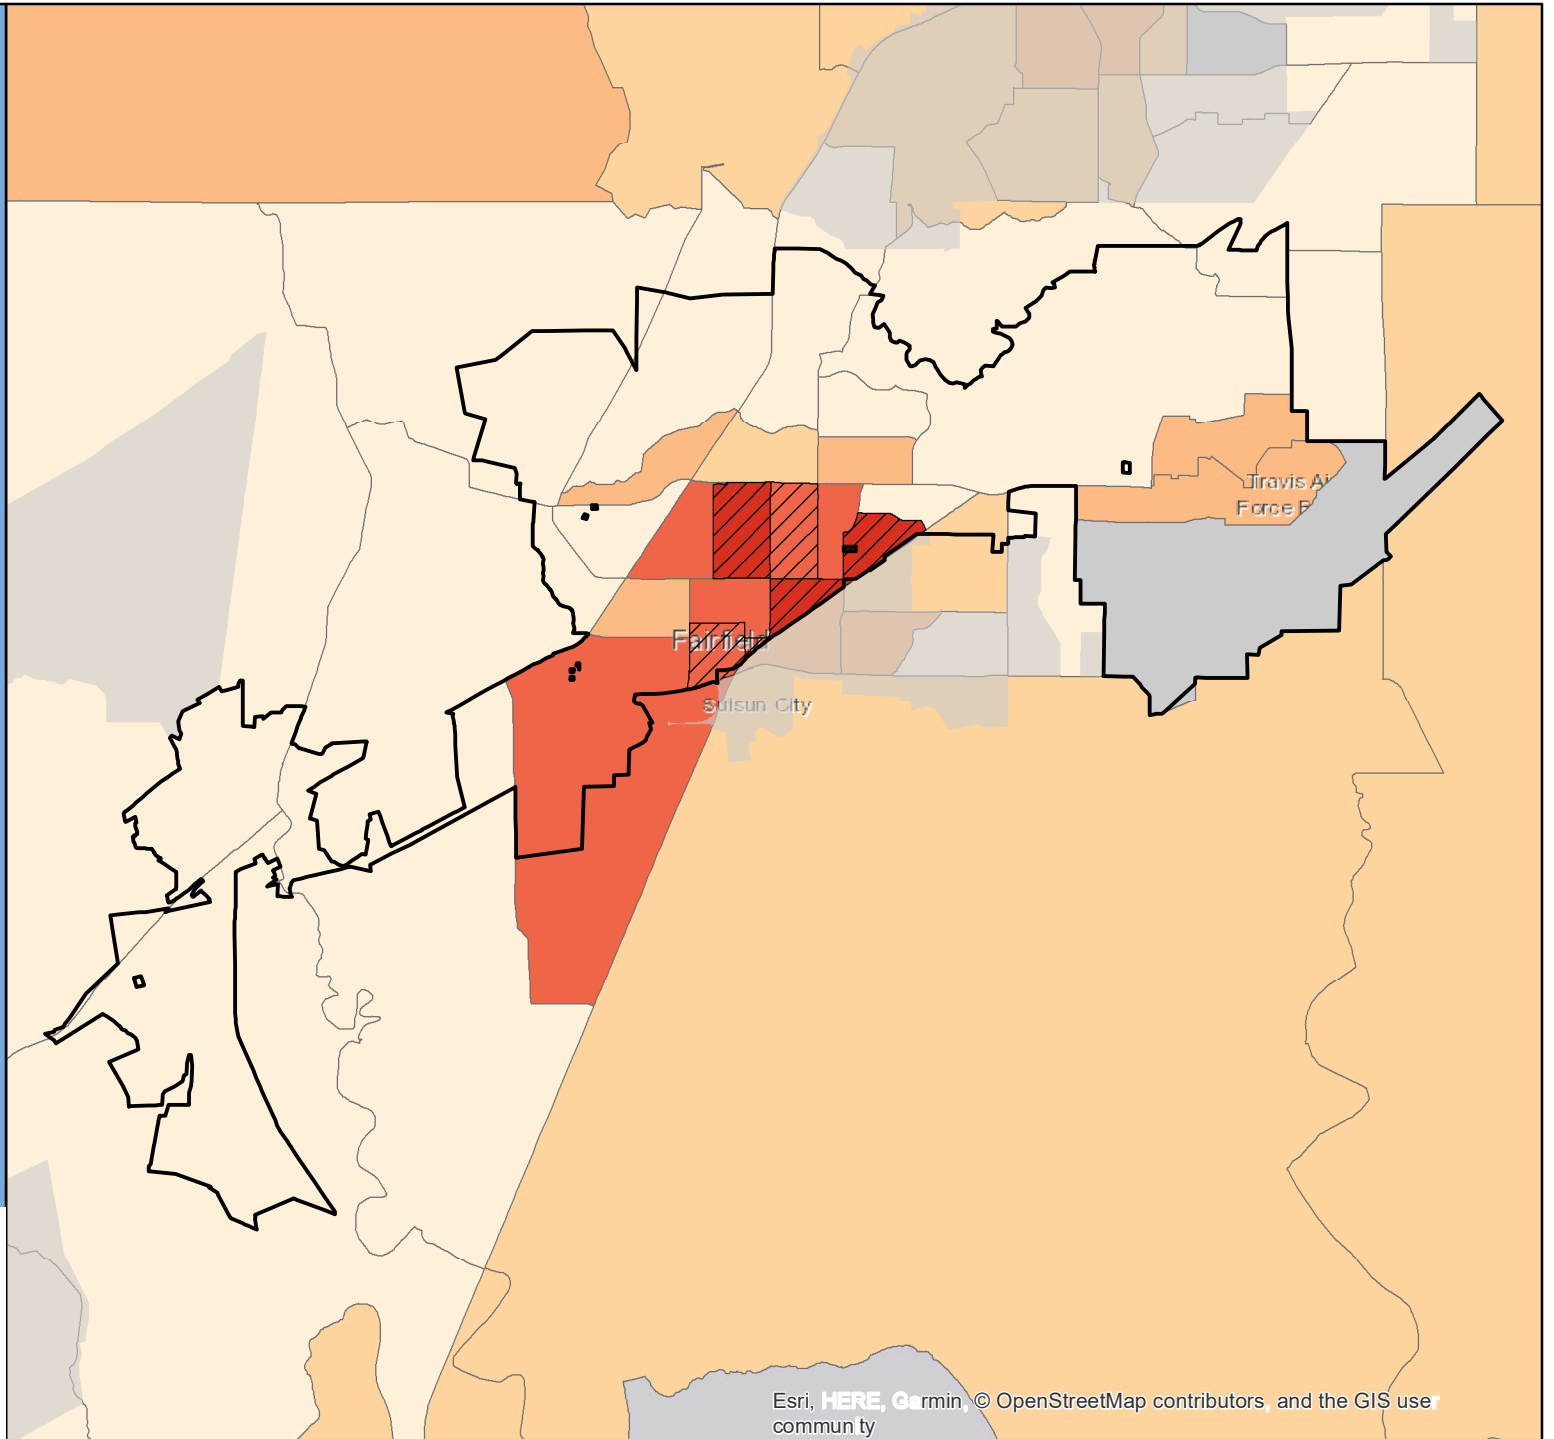 Travis Ai
Force B
Fairfield
Suisun City
Esri, HERE, Garmin, © OpenStreetMap contributors, and the GIS user
community